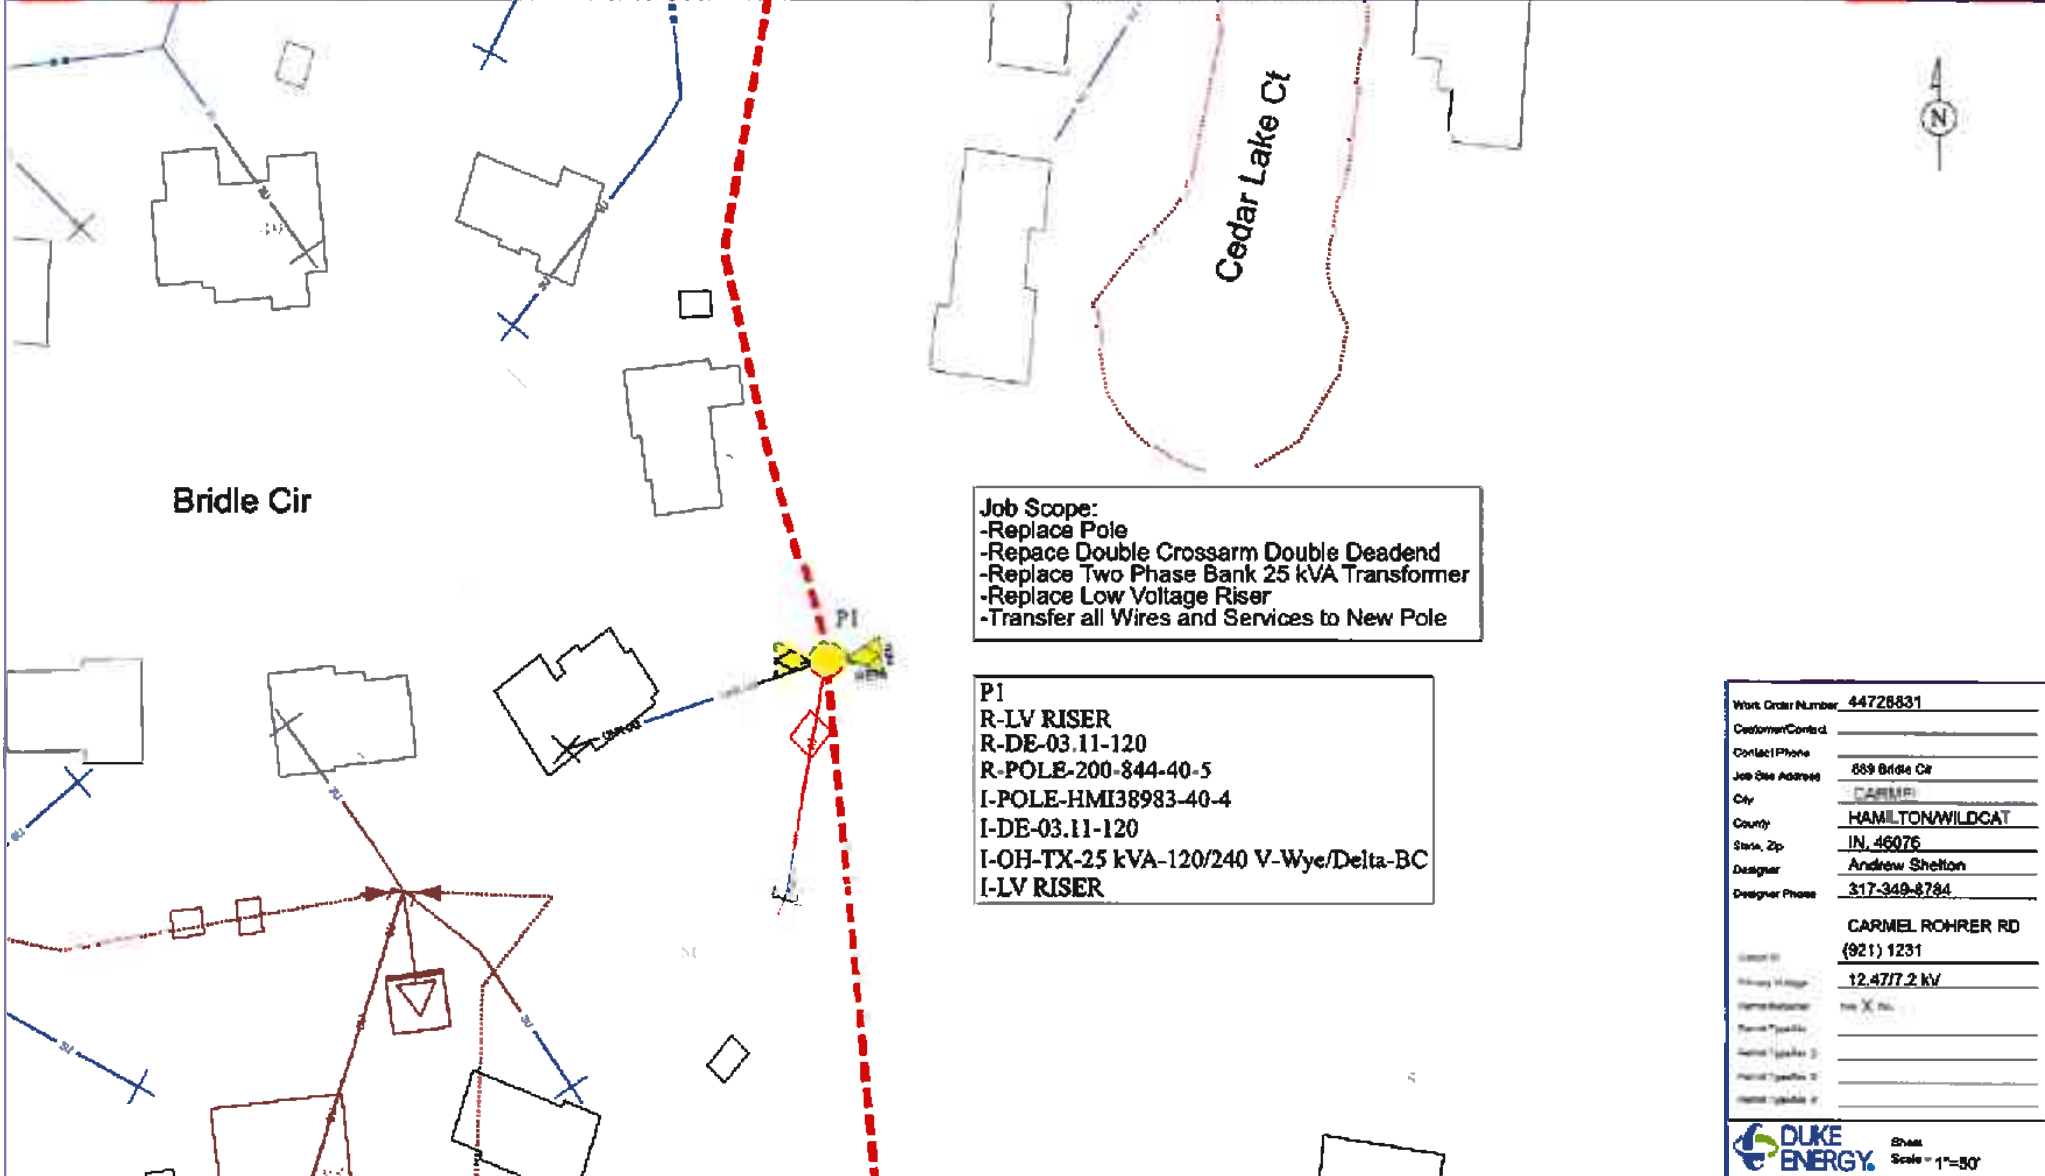 Cedar Lake Ct
N
Bridle Cir
Job Scope:
-Replace Pole
-Repace Double Crossarm Double Deadend
-Replace Two Phase Bank 25 kVA Transformer
-Replace Low Voltage Riser
-Transfer all Wires and Services to New Pole
P1
P1
R-LV RISER
R-DE-03.11-120
R-POLE-200-844-40-5
I-POLE-HMI38983-40-4
I-DE-03.11-120
I-OH-TX-25 kVA-120/240 V-Wye/Delta-BC
I-LV RISER
Work Order Number 44728831
Customer/Contact
Contact Phone
Job Site Address 889 Bridle Cir
City CARMEL
County HAMILTON/WILDCAT
State, Zip IN, 46076
Designer Andrew Shelton
Designer Phone 317-349-8784
CARMEL ROHRER RD
(921) 1231
12.47/7.2 kV
DUKE
ENERGY.
Sheet
Scale - 1"=50'